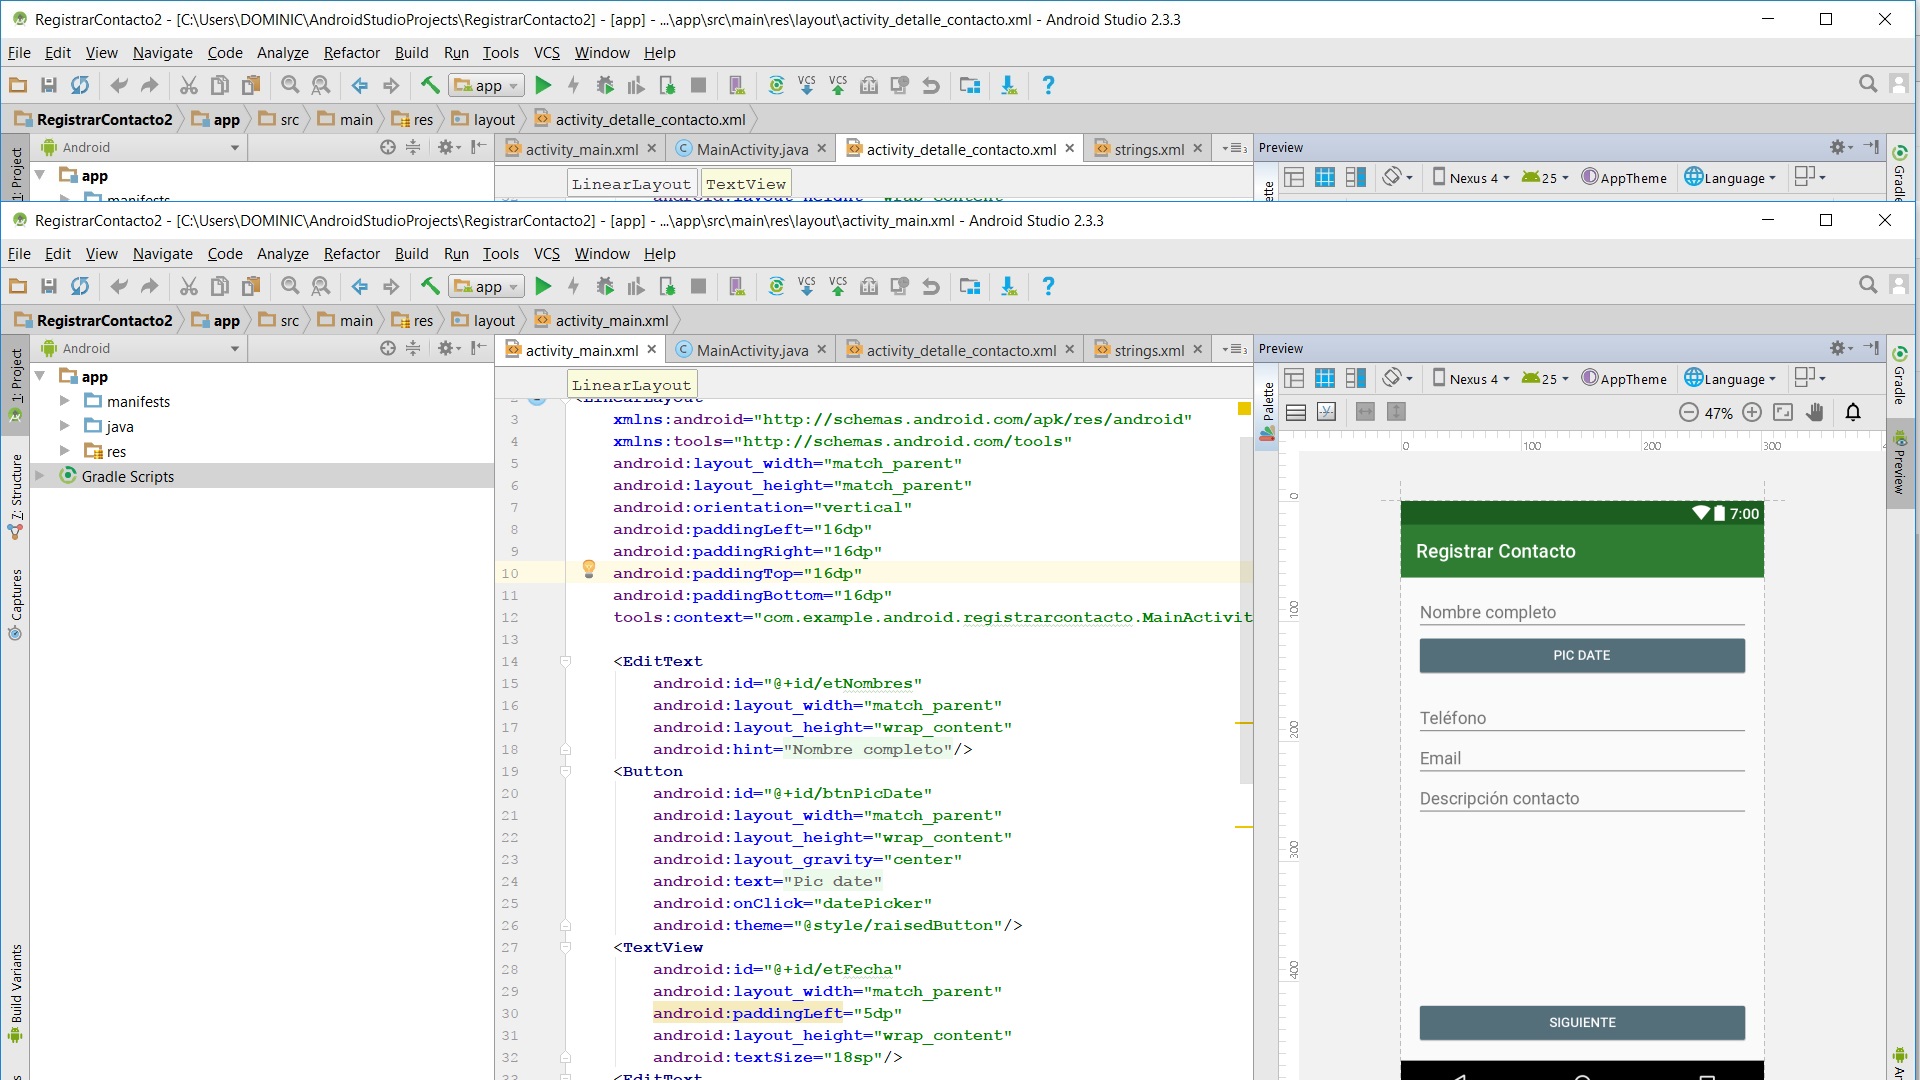 RegistrarContacto2 - [C:\Users\DOMINIC\AndroidStudioProjects\RegistrarContacto2] - [app] - ...\app\src\main\res\layout\activity_detalle_contacto.xml - Android Studio 2.3.3
File Edit View Navigate Code Analyze Refactor Build Run Tools VCS Window Help
app VCS VCS ?
RegistrarContacto2 app src main res layout activity_detalle_contacto.xml
1: Project Android activity_main.xml MainActivity.java activity_detalle_contacto.xml strings.xml Preview
app LinearLayout TextView Nexus 4 25 AppTheme Language Gradle
manifests android:layout_height="wrap_content"
RegistrarContacto2 - [C:\Users\DOMINIC\AndroidStudioProjects\RegistrarContacto2] - [app] - ...\app\src\main\res\layout\activity_main.xml - Android Studio 2.3.3
File Edit View Navigate Code Analyze Refactor Build Run Tools VCS Window Help
app VCS VCS ?
RegistrarContacto2 app src main res layout activity_main.xml
1: Project Android activity_main.xml MainActivity.java activity_detalle_contacto.xml strings.xml Preview
app
manifests
java
res
Gradle Scripts
7: Structure
Captures
Build Variants
LinearLayout
<LinearLayout
3 xmlns:android="http://schemas.android.com/apk/res/android"
4 xmlns:tools="http://schemas.android.com/tools"
5 android:layout_width="match_parent"
6 android:layout_height="match_parent"
7 android:orientation="vertical"
8 android:paddingLeft="16dp"
9 android:paddingRight="16dp"
10 android:paddingTop="16dp"
11 android:paddingBottom="16dp"
12 tools:context="com.example.android.registrarcontacto.MainActivit
13
14 <EditText
15 android:id="@+id/etNombres"
16 android:layout_width="match_parent"
17 android:layout_height="wrap_content"
18 android:hint="Nombre completo"/>
19 <Button
20 android:id="@+id/btnPicDate"
21 android:layout_width="match_parent"
22 android:layout_height="wrap_content"
23 android:layout_gravity="center"
24 android:text="Pic date"
25 android:onClick="datePicker"
26 android:theme="@style/raisedButton"/>
27 <TextView
28 android:id="@+id/etFecha"
29 android:layout_width="match_parent"
30 android:paddingLeft="5dp"
31 android:layout_height="wrap_content"
32 android:textSize="18sp"/>
33 <EditText
Palette
Nexus 4 25 AppTheme Language
47%
0 100 200 300
0
100
200
300
400
7:00
Registrar Contacto
Nombre completo
PIC DATE
Teléfono
Email
Descripción contacto
SIGUIENTE
Gradle
Preview